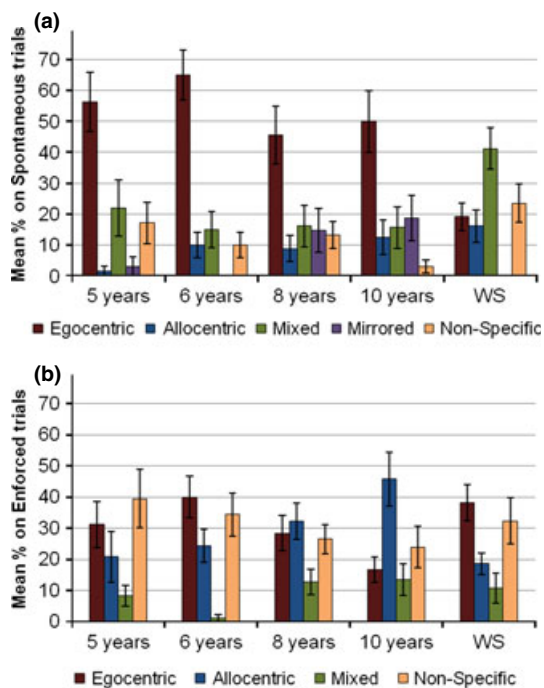 (a)
Mean % on Spontaneous trials
70
60
50
40
30
20
10
0
5 years 6 years 8 years 10 years WS
Egocentric Allocentric Mixed Mirrored Non-Specific
(b)
Mean % on Enforced trials
70
60
50
40
30
20
10
0
5 years 6 years 8 years 10 years WS
Egocentric Allocentric Mixed Non-Specific